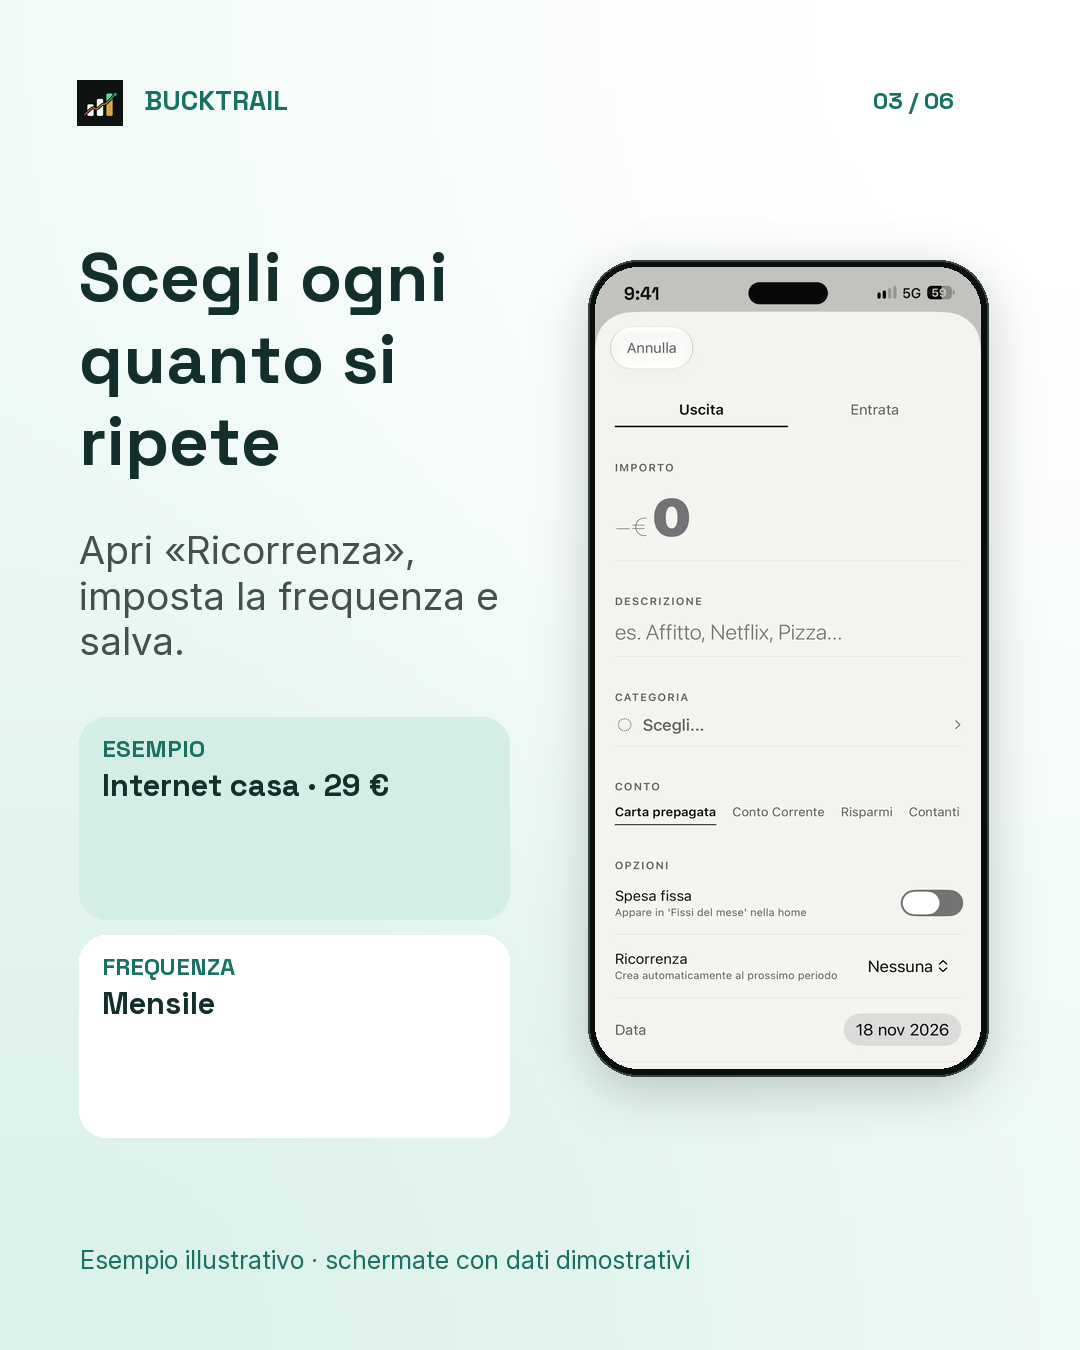 BUCKTRAIL
03 / 06
Scegli ogni
quanto si
ripete
Apri «Ricorrenza»,
imposta la frequenza e
salva.
ESEMPIO
Internet casa · 29 €
FREQUENZA
Mensile
9:41
5G 59
Annulla
Uscita Entrata
IMPORTO
–€ 0
DESCRIZIONE
es. Affitto, Netflix, Pizza...
CATEGORIA
Scegli...
CONTO
Carta prepagata Conto Corrente Risparmi Contanti
OPZIONI
Spesa fissa
Appare in 'Fissi del mese' nella home
Ricorrenza
Crea automaticamente al prossimo periodo
Nessuna
Data
18 nov 2026
Esempio illustrativo · schermate con dati dimostrativi